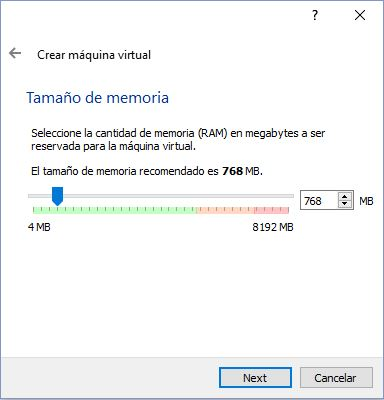 ?
Crear máquina virtual
Tamaño de memoria
Seleccione la cantidad de memoria (RAM) en megabytes a ser
reservada para la máquina virtual.
El tamaño de memoria recomendado es 768 MB.
768 MB
4 MB 8192 MB
Next Cancelar